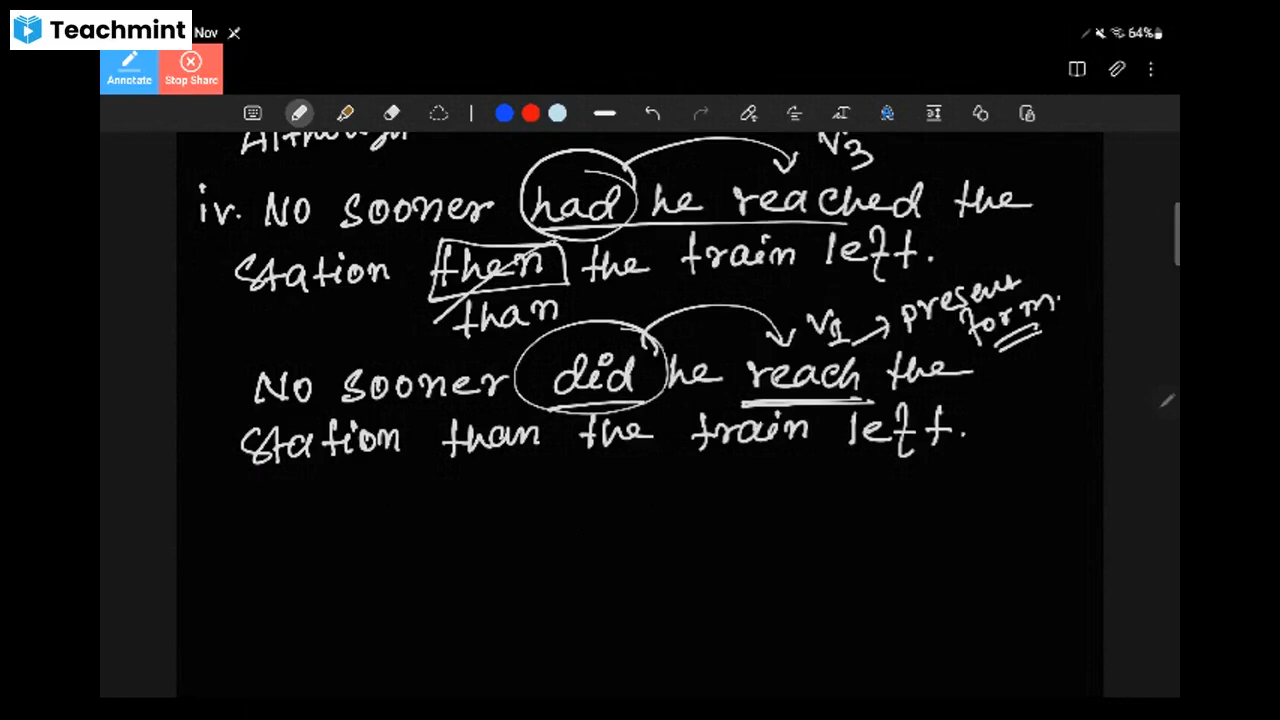 Teachmint
Nov
64%
Annotate
Stop Share
Although
V3
iv. No sooner had he reached the
station then the train left.
than
V1 → present
form.
No sooner did he reach the
station than the train left.